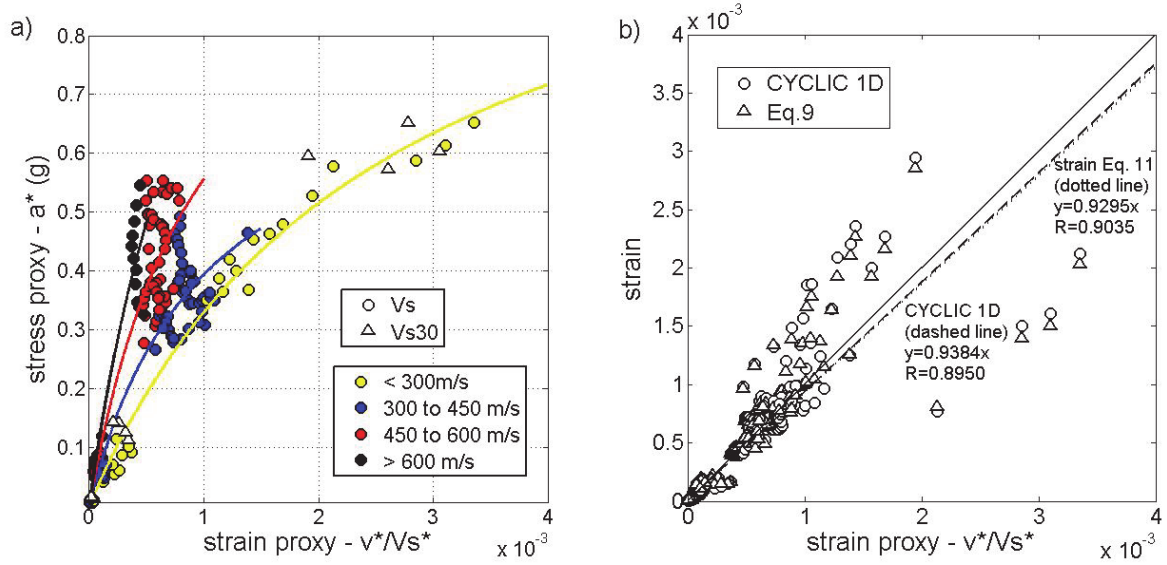 a)
0.8
0.7
0.6
0.5
0.4
0.3
0.2
0.1
0
1
2
3
4
x 10⁻³
stress proxy - a* (g)
strain proxy - v*/Vs*
Vs
Vs30
< 300m/s
300 to 450 m/s
450 to 600 m/s
> 600 m/s
b)
x 10⁻³
4
3.5
3
2.5
2
1.5
1
0.5
0
0
1
2
3
4
x 10⁻³
strain
strain proxy - v*/Vs*
CYCLIC 1D
Eq.9
strain Eq. 11
(dotted line)
y=0.9295x
R=0.9035
CYCLIC 1D
(dashed line)
y=0.9384x
R=0.8950